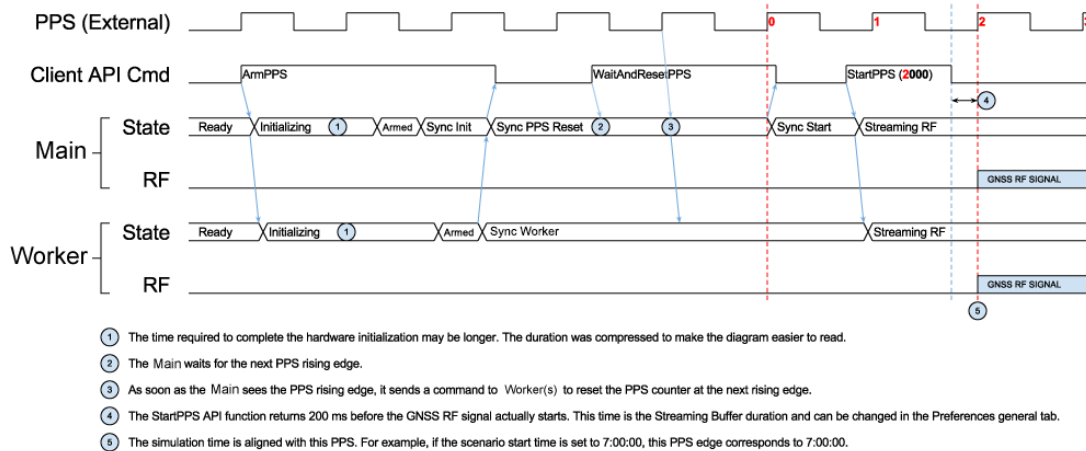 PPS (External) 0 1 2 3
Client API Cmd ArmPPS WaitAndResetPPS StartPPS (2000)
4
Main
State Ready Initializing 1 Armed Sync Init Sync PPS Reset 2 3 Sync Start Streaming RF
RF GNSS RF SIGNAL
Worker
State Ready Initializing 1 Armed Sync Worker Streaming RF
RF GNSS RF SIGNAL
5
1 The time required to complete the hardware initialization may be longer. The duration was compressed to make the diagram easier to read.
2 The Main waits for the next PPS rising edge.
3 As soon as the Main sees the PPS rising edge, it sends a command to Worker(s) to reset the PPS counter at the next rising edge.
4 The StartPPS API function returns 200 ms before the GNSS RF signal actually starts. This time is the Streaming Buffer duration and can be changed in the Preferences general tab.
5 The simulation time is aligned with this PPS. For example, if the scenario start time is set to 7:00:00, this PPS edge corresponds to 7:00:00.